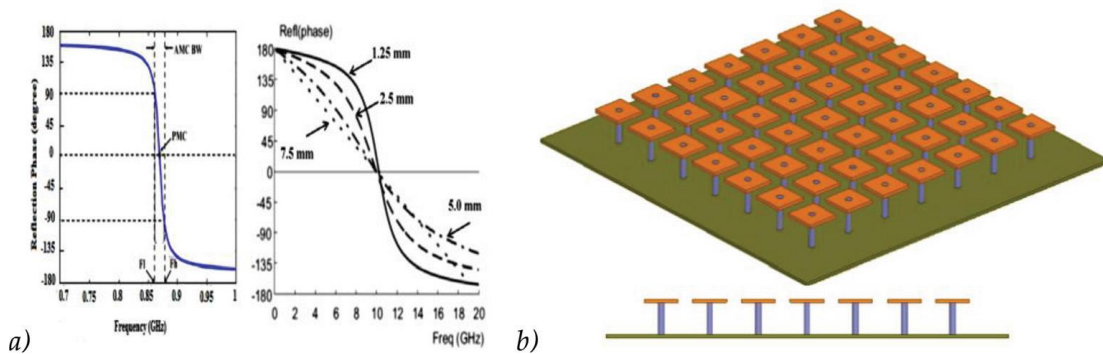 180
135
90
45
0
-45
-90
-135
-180
Reflection Phase (degree)
AMC BW
PMC
Fl
Fh
0.7
0.75
0.8
0.85
0.9
0.95
1
Frequency (GHz)
Refl(phase)
180
135
90
45
0
-45
-90
-135
-180
1.25 mm
2.5 mm
7.5 mm
5.0 mm
0 2 4 6 8 10 12 14 16 18 20
Freq (GHz)
a)
b)